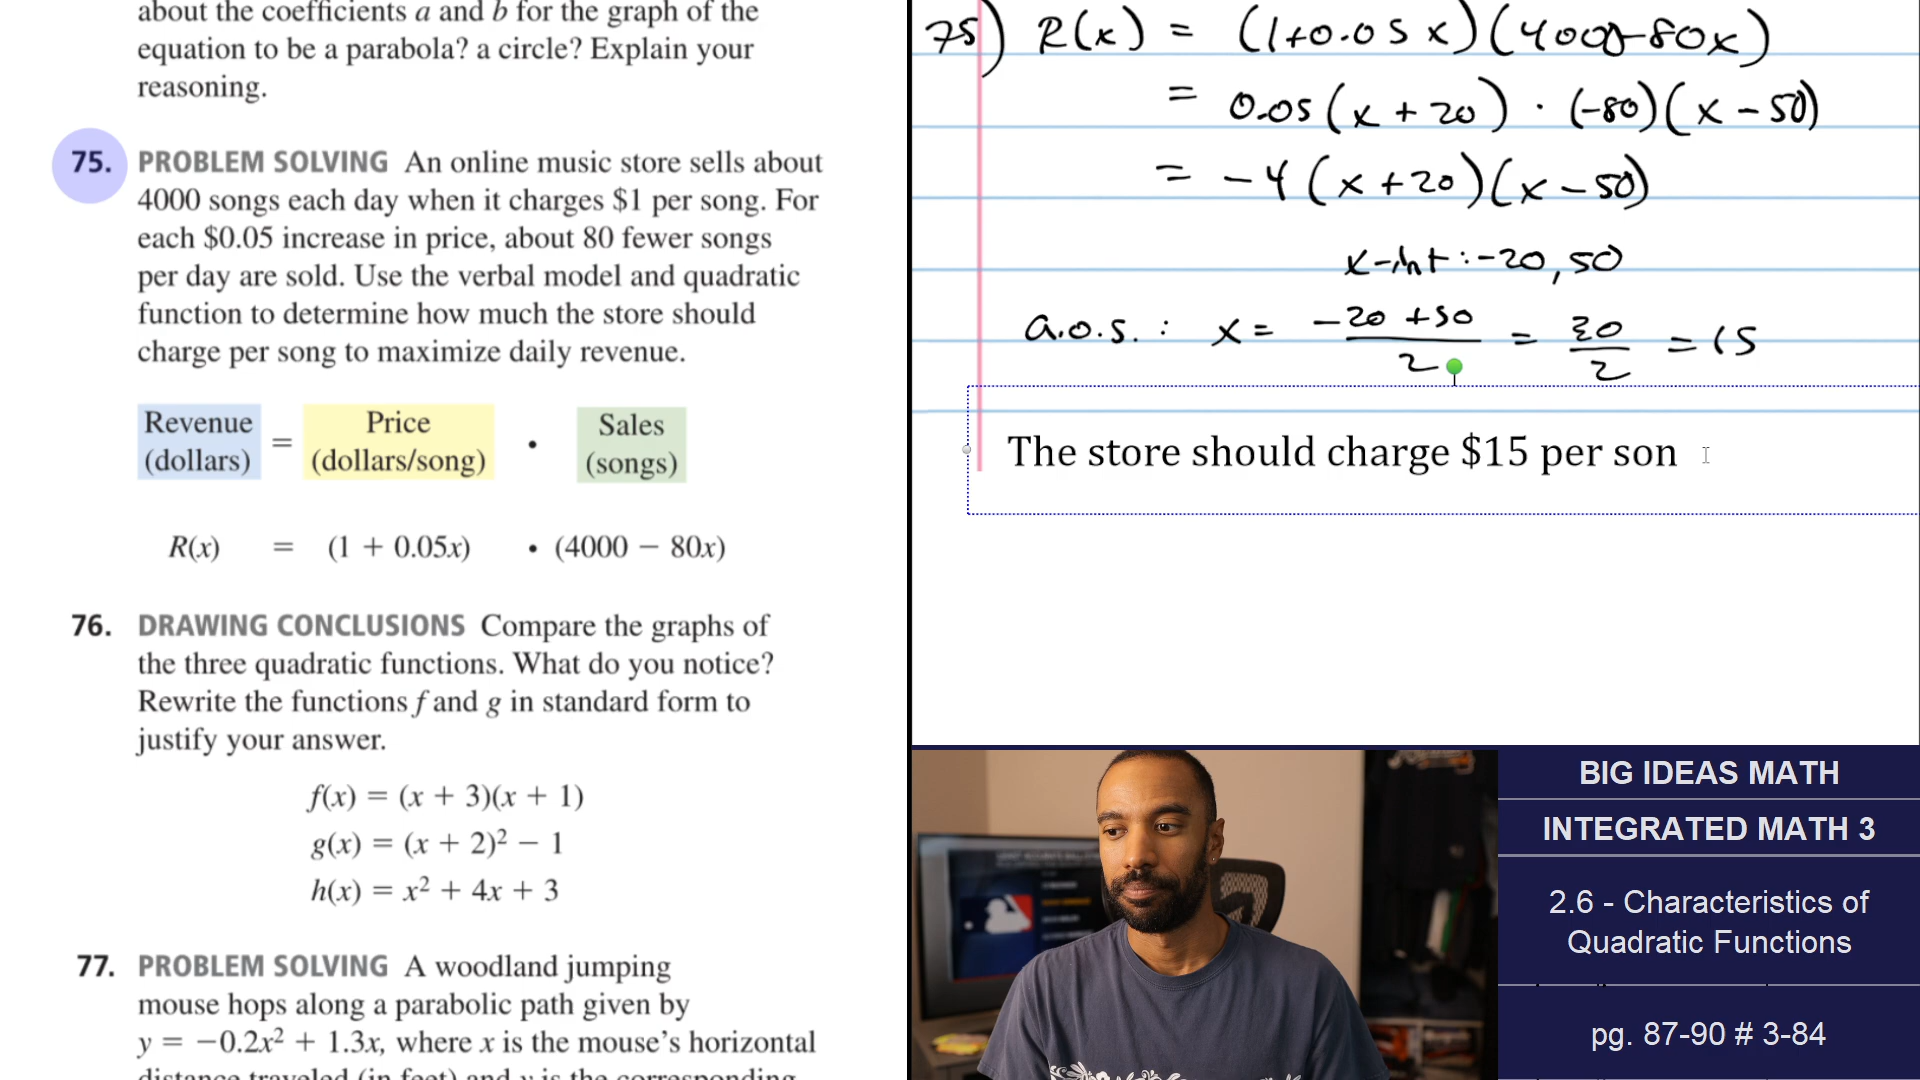 about the coefficients a and b for the graph of the
equation to be a parabola? a circle? Explain your
reasoning.
75. PROBLEM SOLVING An online music store sells about
4000 songs each day when it charges $1 per song. For
each $0.05 increase in price, about 80 fewer songs
per day are sold. Use the verbal model and quadratic
function to determine how much the store should
charge per song to maximize daily revenue.
Revenue (dollars) = Price (dollars/song) • Sales (songs)
R(x) = (1 + 0.05x) • (4000 − 80x)
76. DRAWING CONCLUSIONS Compare the graphs of
the three quadratic functions. What do you notice?
Rewrite the functions f and g in standard form to
justify your answer.
f(x) = (x + 3)(x + 1)
g(x) = (x + 2)² − 1
h(x) = x² + 4x + 3
77. PROBLEM SOLVING A woodland jumping
mouse hops along a parabolic path given by
y = −0.2x² + 1.3x, where x is the mouse’s horizontal
distance traveled (in feet) and y is the corresponding
75) R(x) = (1+0.05x)(4000-80x)
= 0.05(x+20) · (-80)(x-50)
= -4(x+20)(x-50)
x-int: -20, 50
a.o.s.: x = -20+50/2 = 30/2 = 15
The store should charge $15 per son
BIG IDEAS MATH
INTEGRATED MATH 3
2.6 - Characteristics of
Quadratic Functions
pg. 87-90 # 3-84